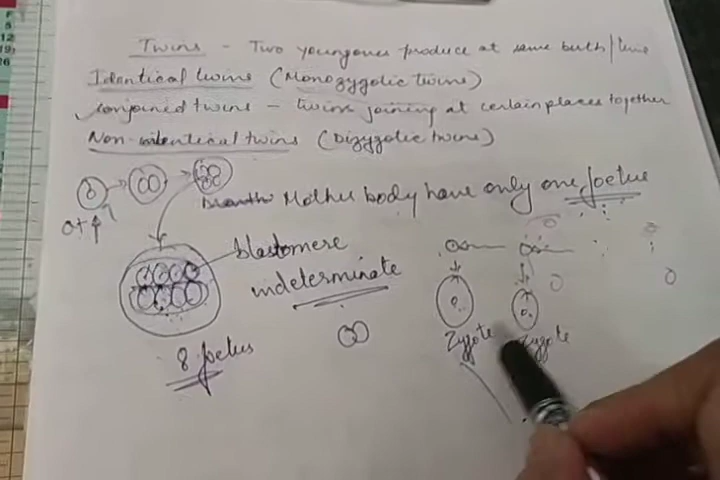 Twins - Two youngones produce at same birth/time
Identical twins (Monozygotic twins)
conjoined twins - twins joining at certain places together
Non-identical twins (Dizygotic twins)
Mother body have only one foetus
O+↑
blastomere
indeterminate
8 foetus
Zygote
Zygote